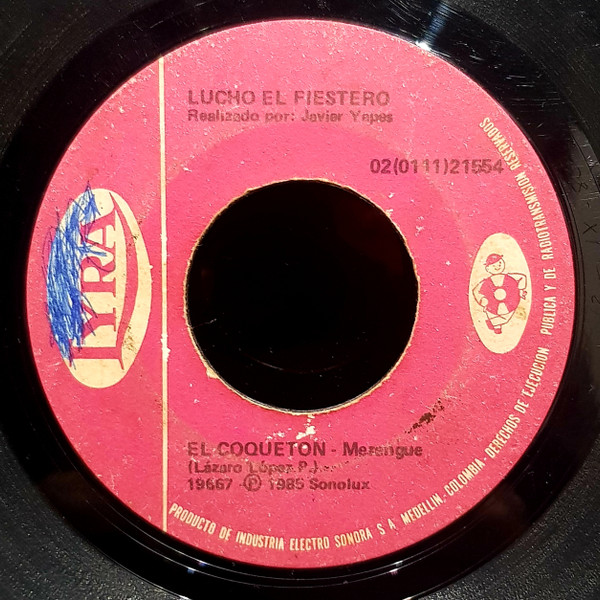 LUCHO EL FIESTERO
Realizado por: Javier Yepes
02(0111)21554
LYRA
EL COQUETON - Merengue
(Lázaro López P.)
19667 - Ⓟ 1985 Sonolux
PRODUCTO DE INDUSTRIA ELECTRO SONORA S A MEDELLIN.-COLOMBIA - DERECHOS DE EJECUCION PUBLICA Y DE RADIOTRANSMISION RESERVADOS